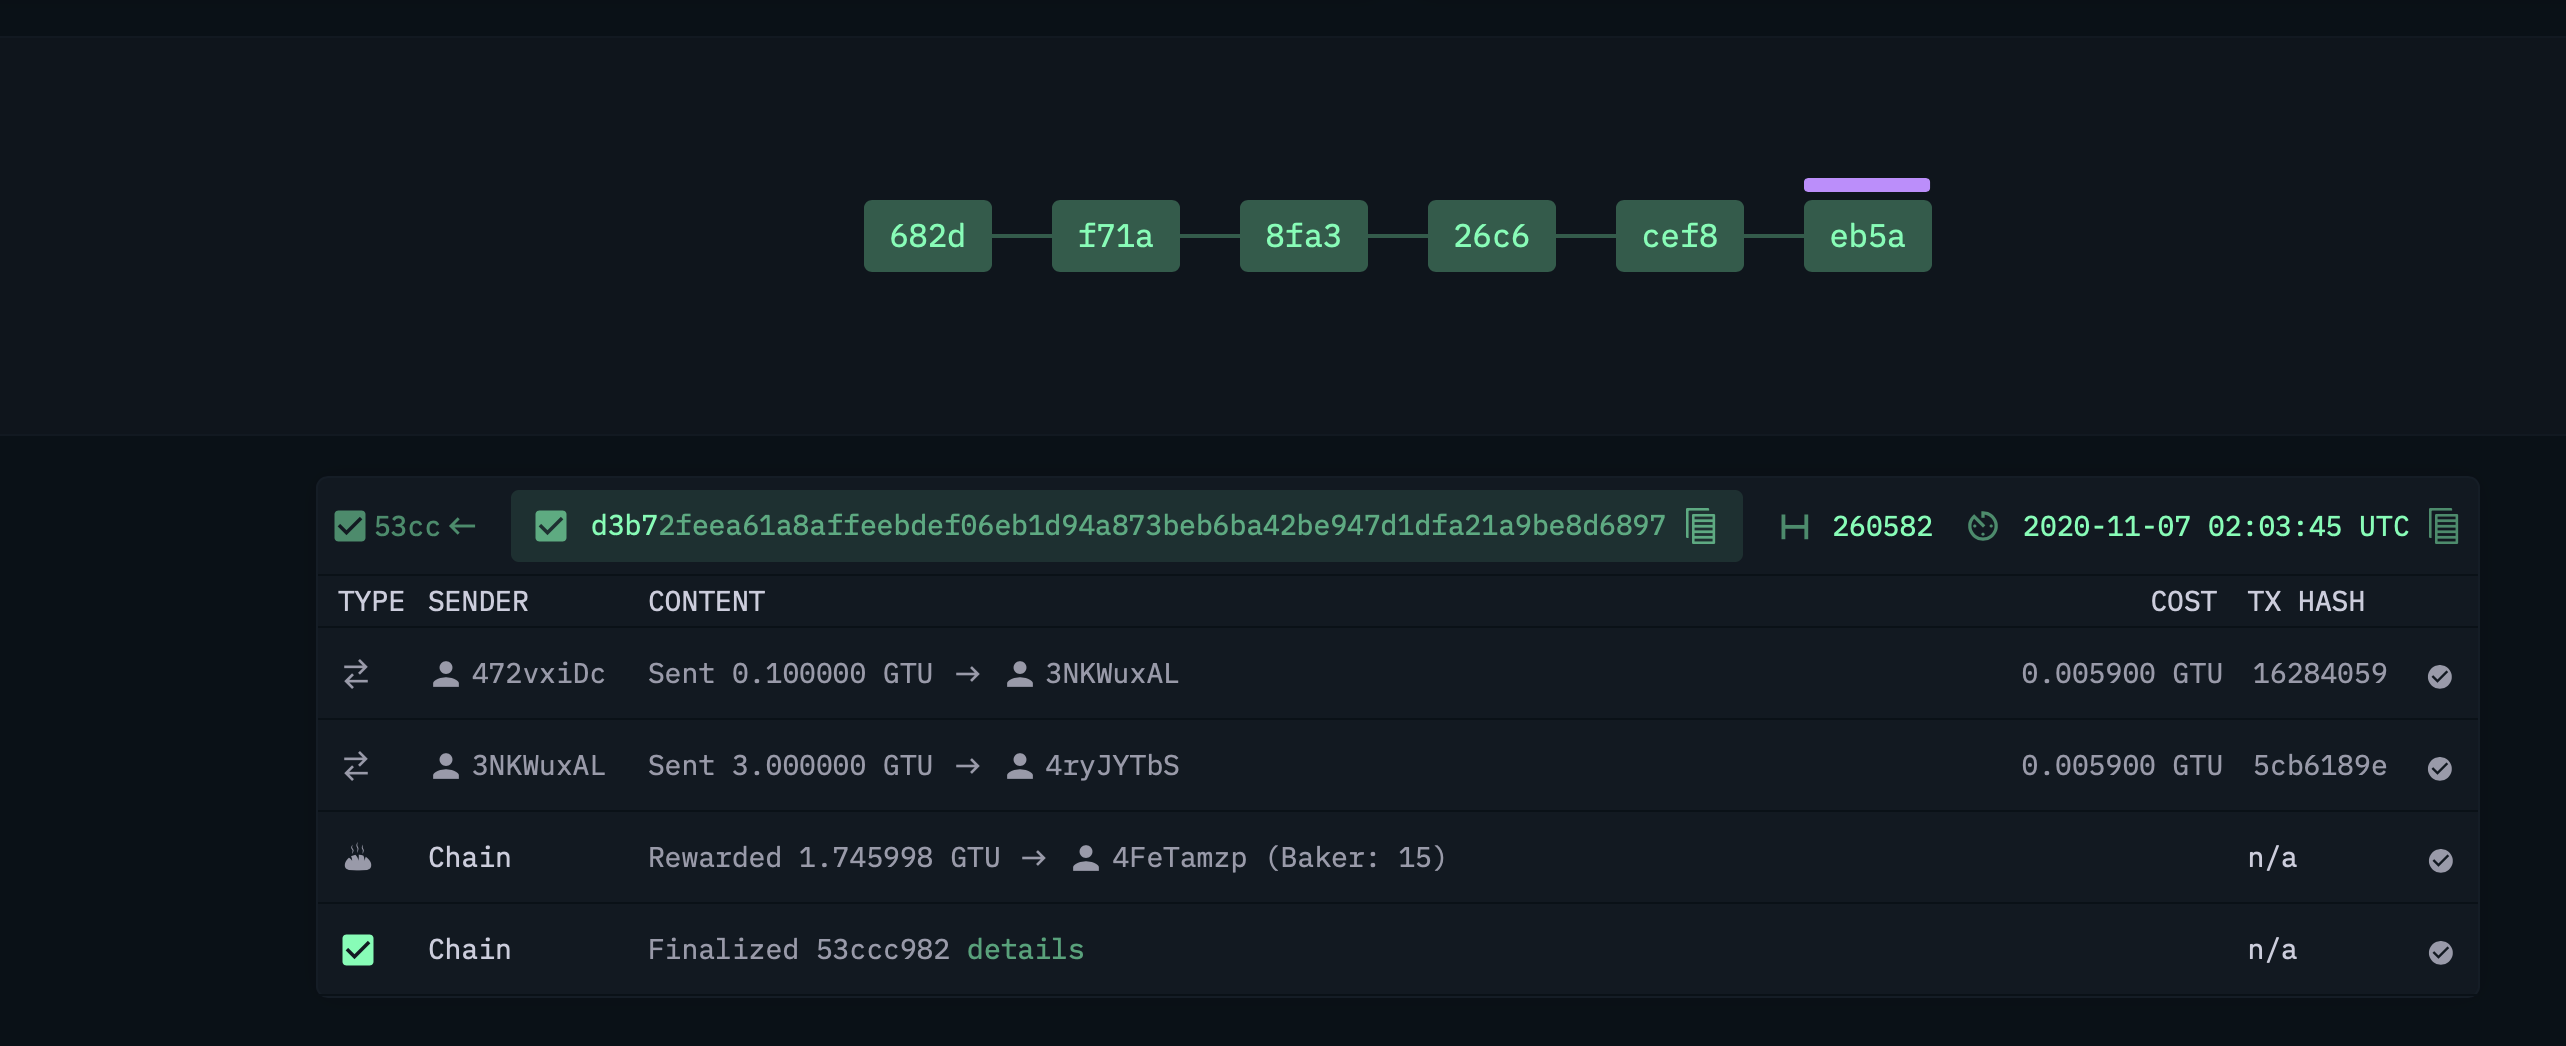 682d f71a 8fa3 26c6 cef8 eb5a
53cc ← d3b72feea61a8affeebdef06eb1d94a873beb6ba42be947d1dfa21a9be8d6897 260582 2020-11-07 02:03:45 UTC
TYPE SENDER CONTENT COST TX HASH
472vxiDc Sent 0.100000 GTU → 3NKWuxAL 0.005900 GTU 16284059
3NKWuxAL Sent 3.000000 GTU → 4ryJYTbS 0.005900 GTU 5cb6189e
Chain Rewarded 1.745998 GTU → 4FeTamzp (Baker: 15) n/a
Chain Finalized 53ccc982 details n/a